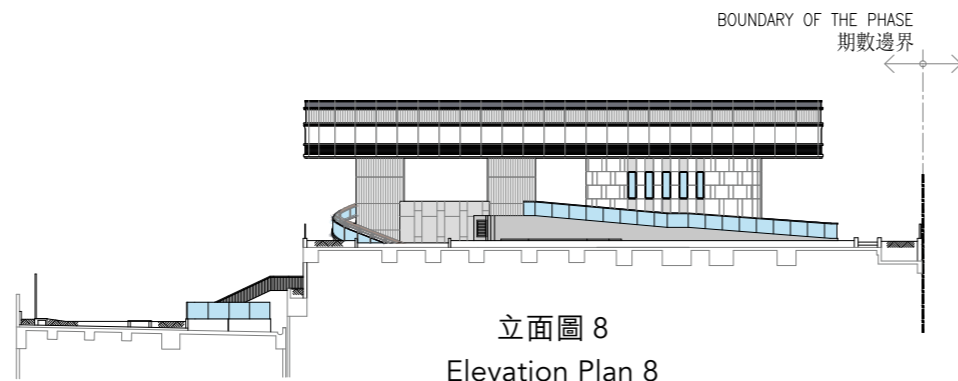 BOUNDARY OF THE PHASE
期數邊界
立面圖 8
Elevation Plan 8